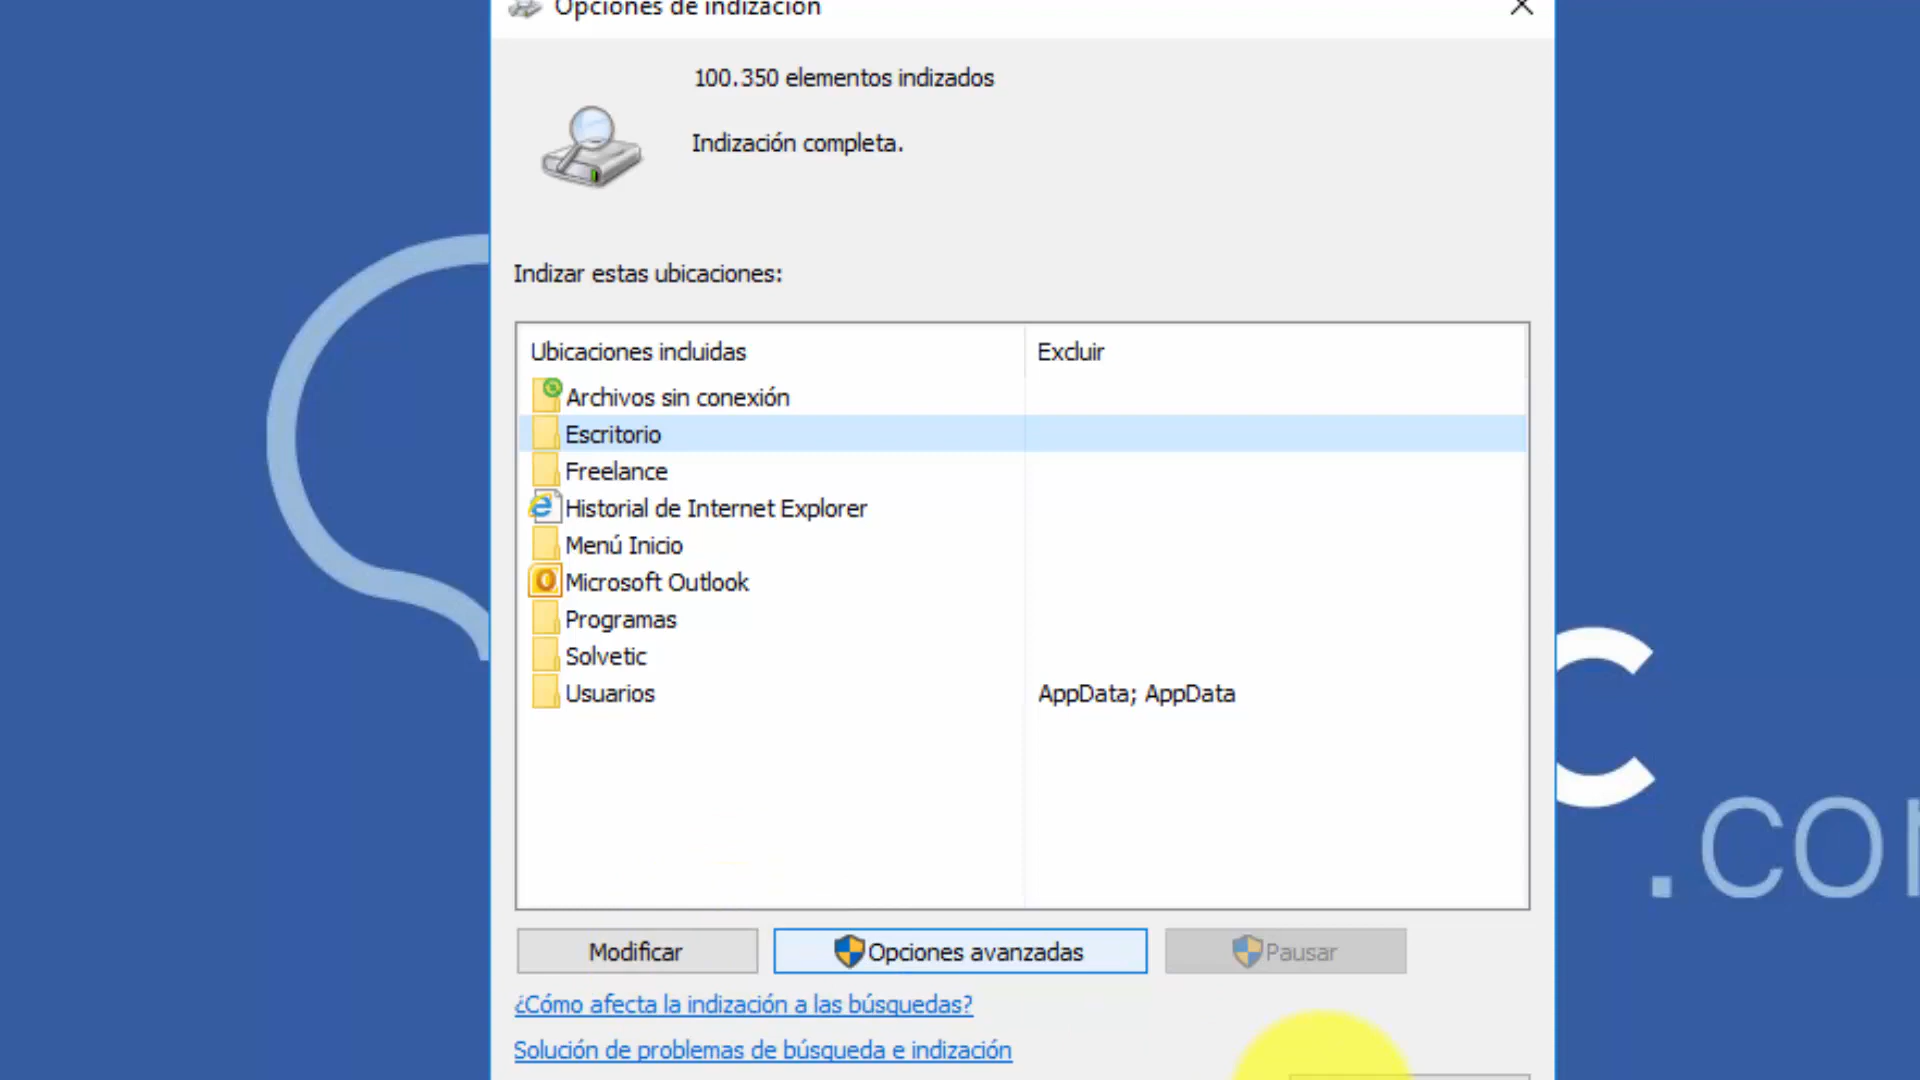 Opciones de indización
100.350 elementos indizados
Indización completa.
Indizar estas ubicaciones:
Ubicaciones incluidas
Excluir
Archivos sin conexión
Escritorio
Freelance
Historial de Internet Explorer
Menú Inicio
Microsoft Outlook
Programas
Solvetic
Usuarios
AppData; AppData
Modificar
Opciones avanzadas
Pausar
¿Cómo afecta la indización a las búsquedas?
Solución de problemas de búsqueda e indización
c
.co